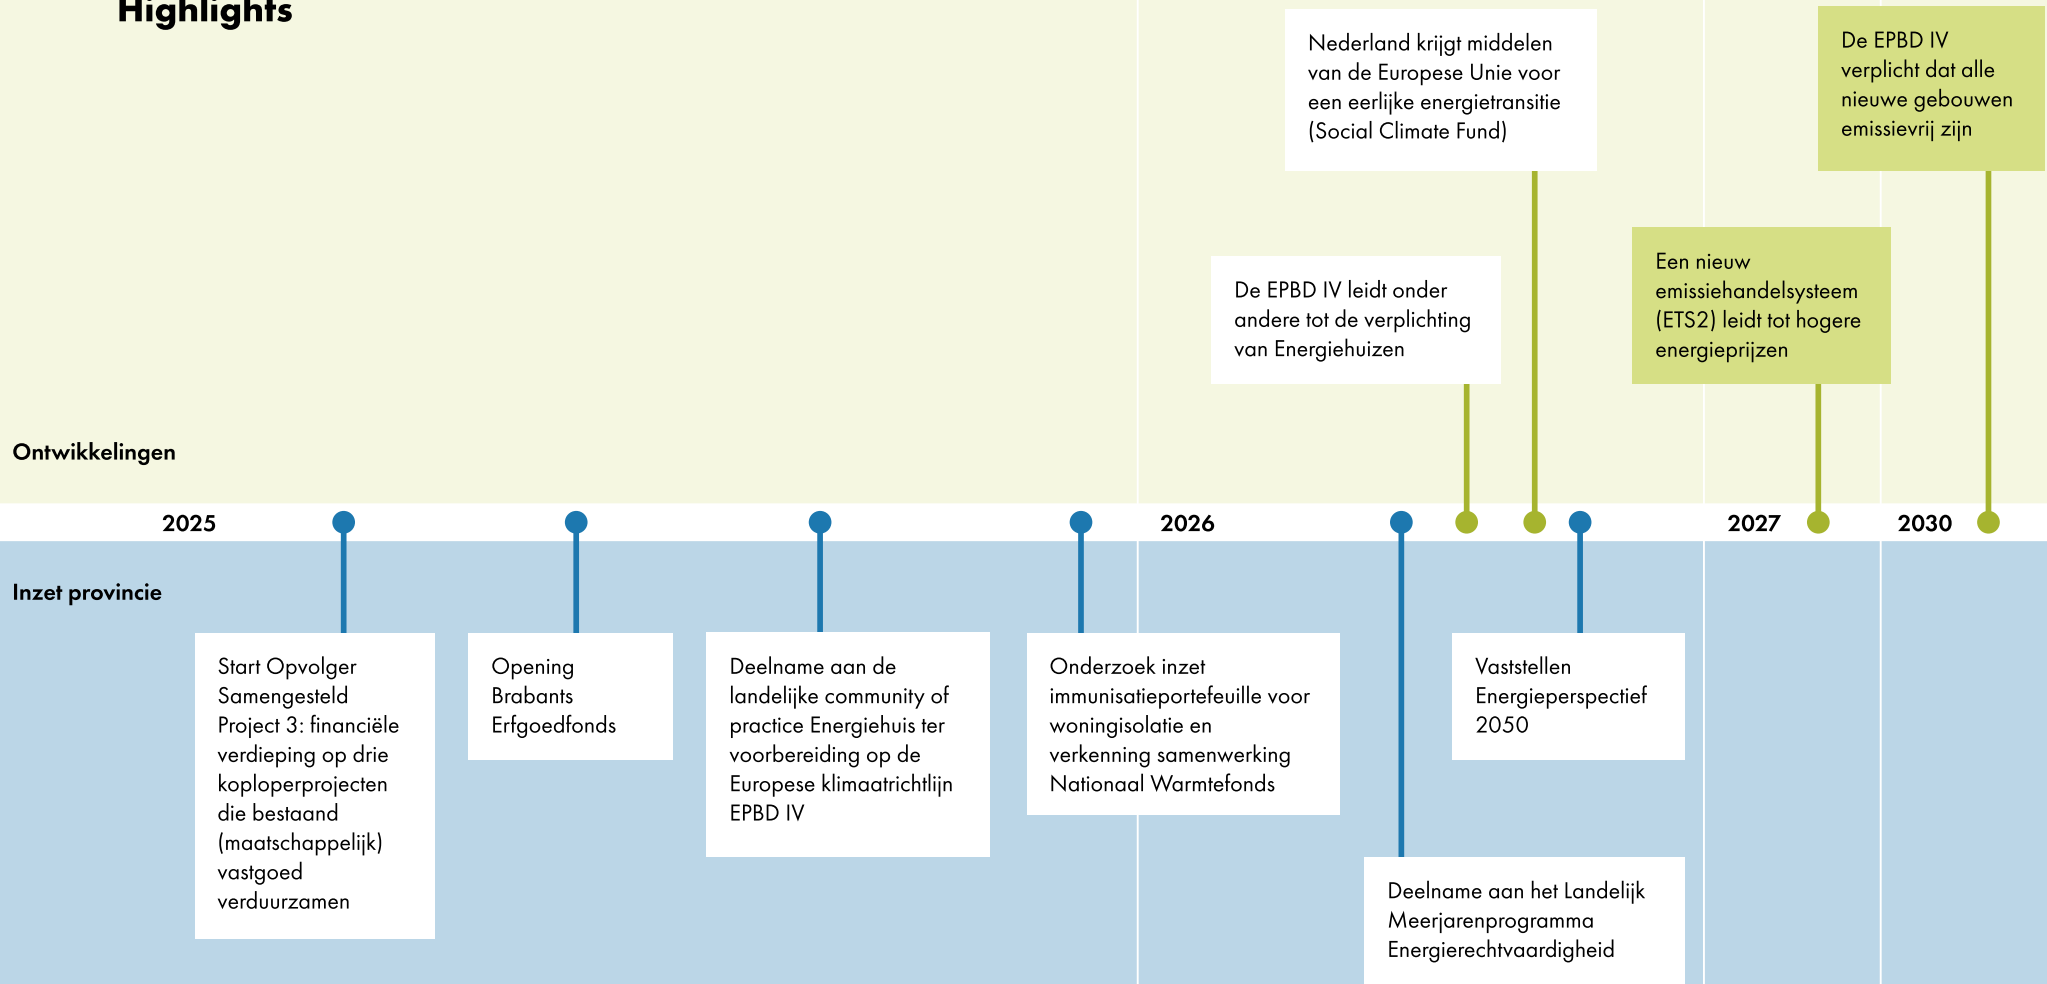 Highlights
Nederland krijgt middelen
van de Europese Unie voor
een eerlijke energietransitie
(Social Climate Fund)
De EPBD IV
verplicht dat alle
nieuwe gebouwen
emissievrij zijn
De EPBD IV leidt onder
andere tot de verplichting
van Energiehuizen
Een nieuw
emissiehandelsysteem
(ETS2) leidt tot hogere
energieprijzen
Ontwikkelingen
2025
2026
2027
2030
Inzet provincie
Start Opvolger
Samengesteld
Project 3: financiële
verdieping op drie
koploperprojecten
die bestaand
(maatschappelijk)
vastgoed
verduurzamen
Opening
Brabants
Erfgoedfonds
Deelname aan de
landelijke community of
practice Energiehuis ter
voorbereiding op de
Europese klimaatrichtlijn
EPBD IV
Onderzoek inzet
immunisatieportefeuille voor
woningisolatie en
verkenning samenwerking
Nationaal Warmtefonds
Vaststellen
Energieperspectief
2050
Deelname aan het Landelijk
Meerjarenprogramma
Energierechtvaardigheid